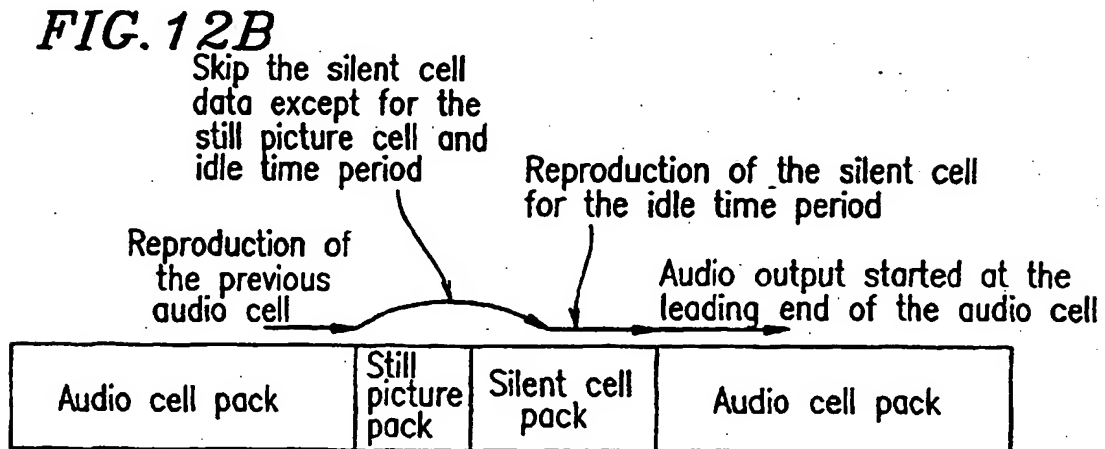 FIG. 12B
Skip the silent cell
data except for the
still picture cell and
idle time period
Reproduction of the silent cell
for the idle time period
Reproduction of
the previous
audio cell
Audio output started at the
leading end of the audio cell
Audio cell pack
Still
picture
pack
Silent cell
pack
Audio cell pack